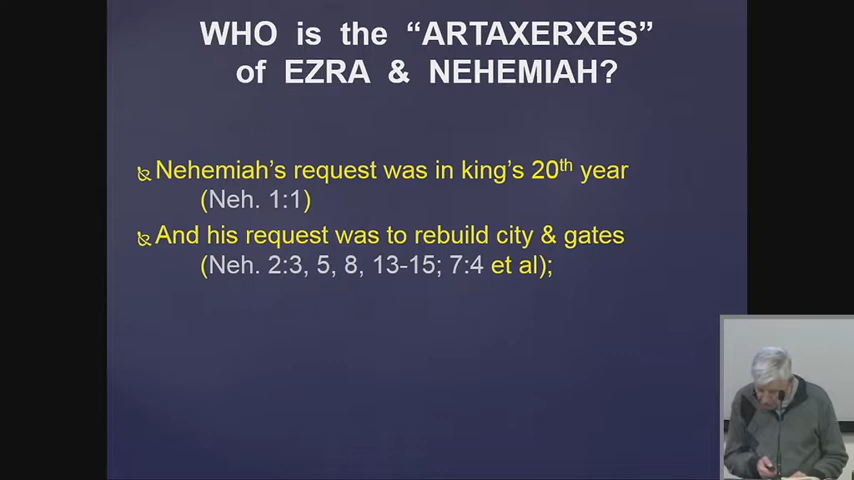 WHO is the “ARTAXERXES”
of EZRA & NEHEMIAH?
Nehemiah’s request was in king’s 20th year
(Neh. 1:1)
And his request was to rebuild city & gates
(Neh. 2:3, 5, 8, 13-15; 7:4 et al);